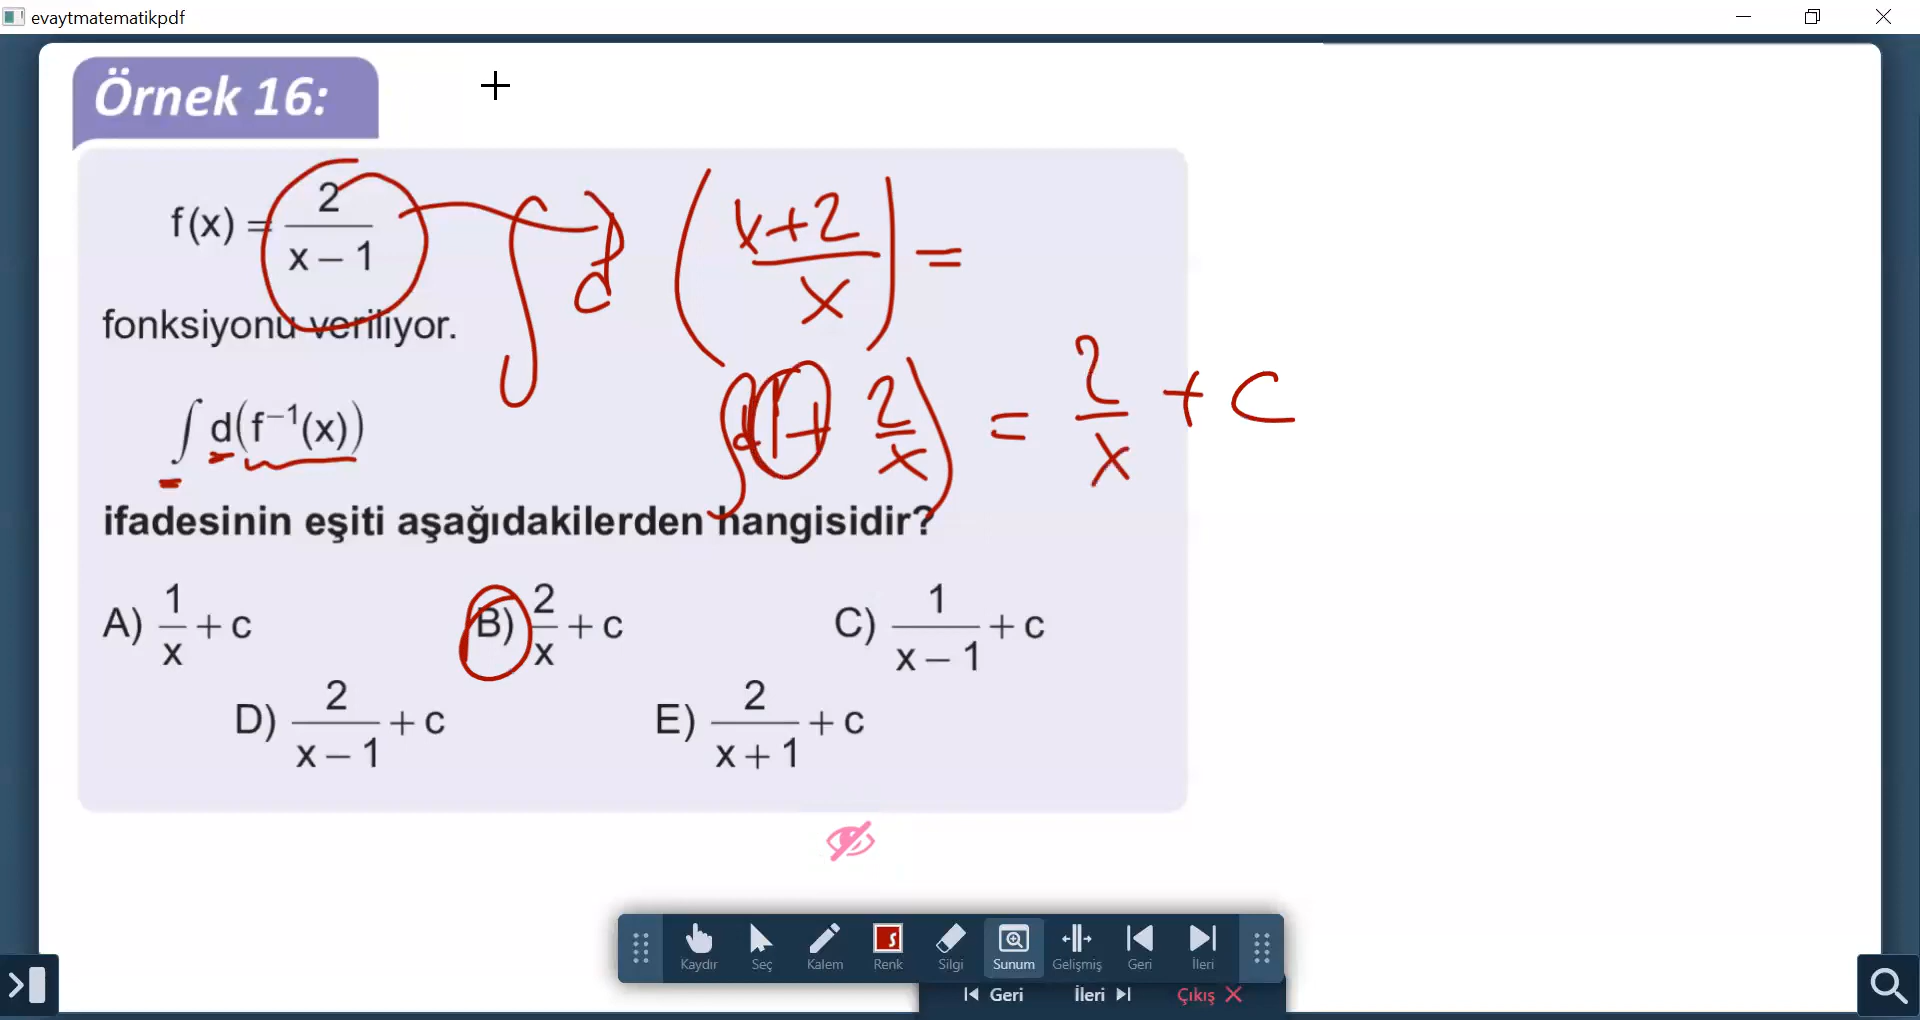 evaytmatematikpdf
Örnek 16:
f(x) = 2/(x – 1)
∫ d((x+2)/x) =
fonksiyonu veriliyor.
∫ d(f⁻¹(x))
∫ d(1 + 2/x) = 2/x + c
ifadesinin eşiti aşağıdakilerden hangisidir?
A) 1/x + c B) 2/x + c C) 1/(x – 1) + c
D) 2/(x – 1) + c E) 2/(x + 1) + c
Kaydır Seç Kalem Renk Silgi Sunum Gelişmiş Geri İleri
Geri İleri Çıkış